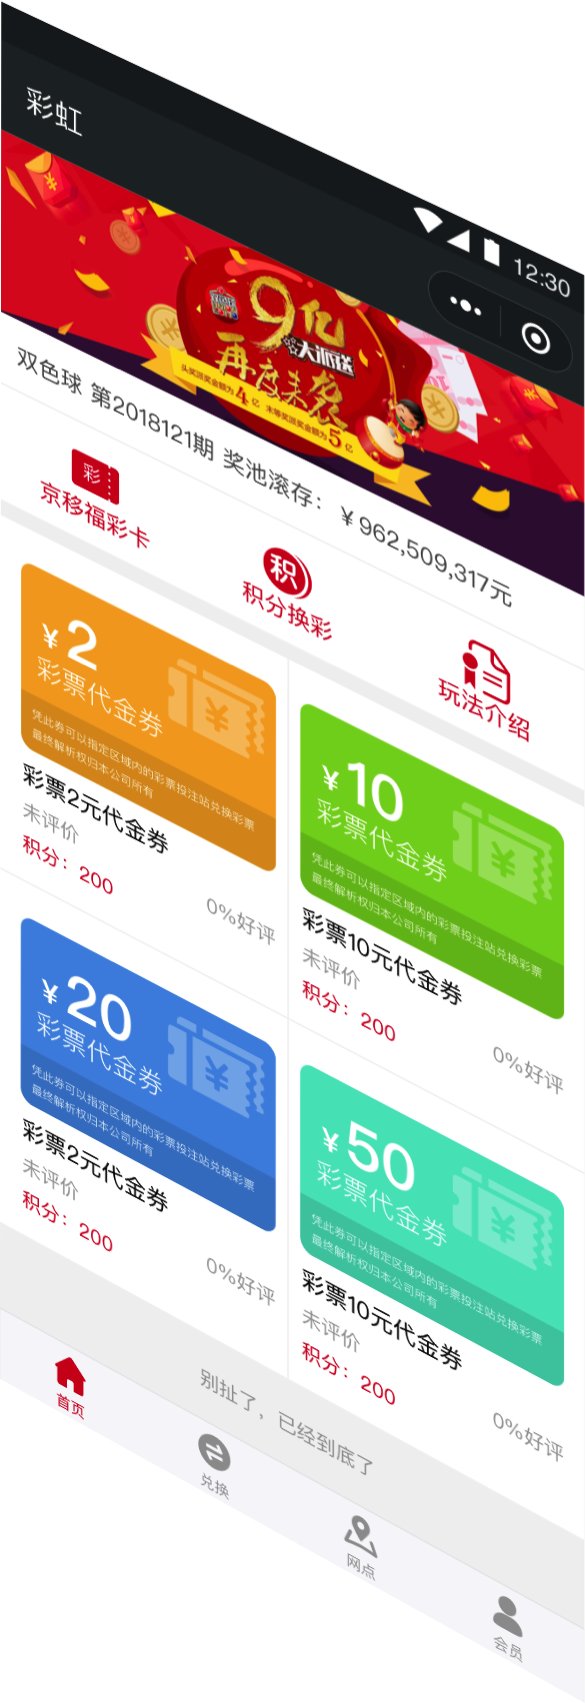 12:30
彩虹
9亿
大派送
再度来袭
头奖派奖金额为4亿 末等奖派奖金额为5亿
双色球 第2018121期 奖池滚存：￥962,509,317元
彩
京移福彩卡
积
积分换彩
玩法介绍
￥2
彩票代金券
凭此券可以指定区域内的彩票投注站兑换彩票
最终解析权归本公司所有
彩票2元代金券
未评价
积分：200
0%好评
￥10
彩票代金券
凭此券可以指定区域内的彩票投注站兑换彩票
最终解析权归本公司所有
彩票10元代金券
未评价
积分：200
0%好评
￥20
彩票代金券
凭此券可以指定区域内的彩票投注站兑换彩票
最终解析权归本公司所有
彩票2元代金券
未评价
积分：200
0%好评
￥50
彩票代金券
凭此券可以指定区域内的彩票投注站兑换彩票
最终解析权归本公司所有
彩票10元代金券
未评价
积分：200
0%好评
别扯了，已经到底了
首页
兑换
网点
会员